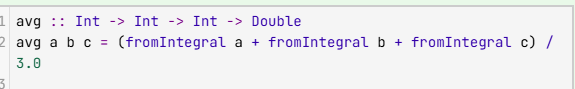 1 avg :: Int -> Int -> Int -> Double
2 avg a b c = (fromIntegral a + fromIntegral b + fromIntegral c) /
3.0
3